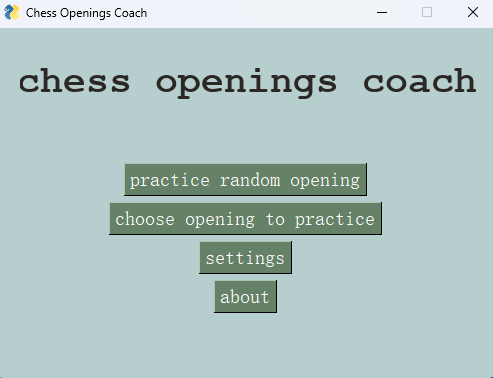 Chess Openings Coach
chess openings coach
practice random opening
choose opening to practice
settings
about